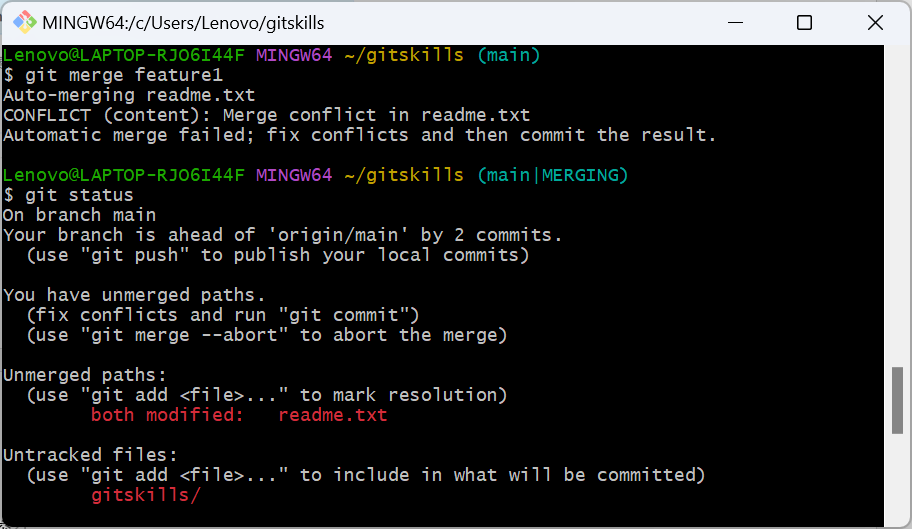 MINGW64:/c/Users/Lenovo/gitskills
Lenovo@LAPTOP-RJO6I44F MINGW64 ~/gitskills (main)
$ git merge feature1
Auto-merging readme.txt
CONFLICT (content): Merge conflict in readme.txt
Automatic merge failed; fix conflicts and then commit the result.
Lenovo@LAPTOP-RJO6I44F MINGW64 ~/gitskills (main|MERGING)
$ git status
On branch main
Your branch is ahead of 'origin/main' by 2 commits.
  (use "git push" to publish your local commits)
You have unmerged paths.
  (fix conflicts and run "git commit")
  (use "git merge --abort" to abort the merge)
Unmerged paths:
  (use "git add <file>..." to mark resolution)
        both modified:   readme.txt
Untracked files:
  (use "git add <file>..." to include in what will be committed)
        gitskills/